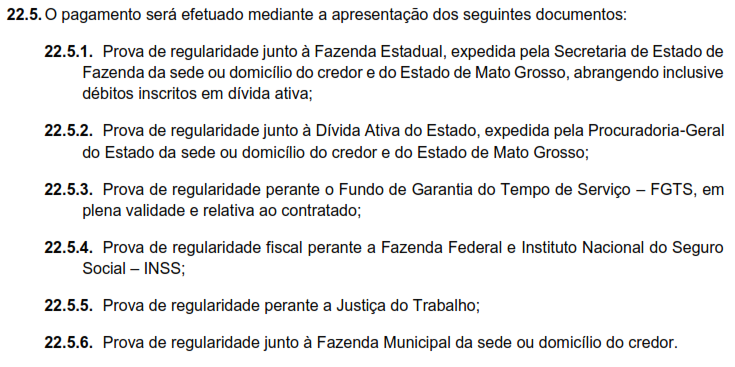 22.5. O pagamento será efetuado mediante a apresentação dos seguintes documentos:
22.5.1. Prova de regularidade junto à Fazenda Estadual, expedida pela Secretaria de Estado de
Fazenda da sede ou domicílio do credor e do Estado de Mato Grosso, abrangendo inclusive
débitos inscritos em dívida ativa;
22.5.2. Prova de regularidade junto à Dívida Ativa do Estado, expedida pela Procuradoria-Geral
do Estado da sede ou domicílio do credor e do Estado de Mato Grosso;
22.5.3. Prova de regularidade perante o Fundo de Garantia do Tempo de Serviço – FGTS, em
plena validade e relativa ao contratado;
22.5.4. Prova de regularidade fiscal perante a Fazenda Federal e Instituto Nacional do Seguro
Social – INSS;
22.5.5. Prova de regularidade perante a Justiça do Trabalho;
22.5.6. Prova de regularidade junto à Fazenda Municipal da sede ou domicílio do credor.